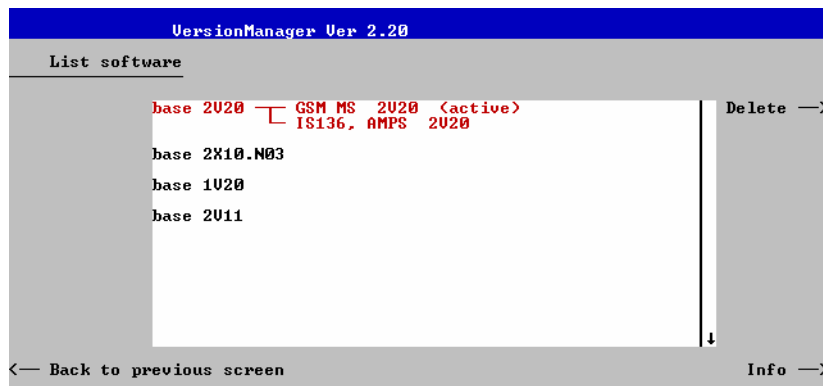 VersionManager Ver 2.20
List software
base 2V20 GSM MS 2V20 (active) Delete
IS136, AMPS 2V20
base 2X10.N03
base 1V20
base 2V11
Back to previous screen Info